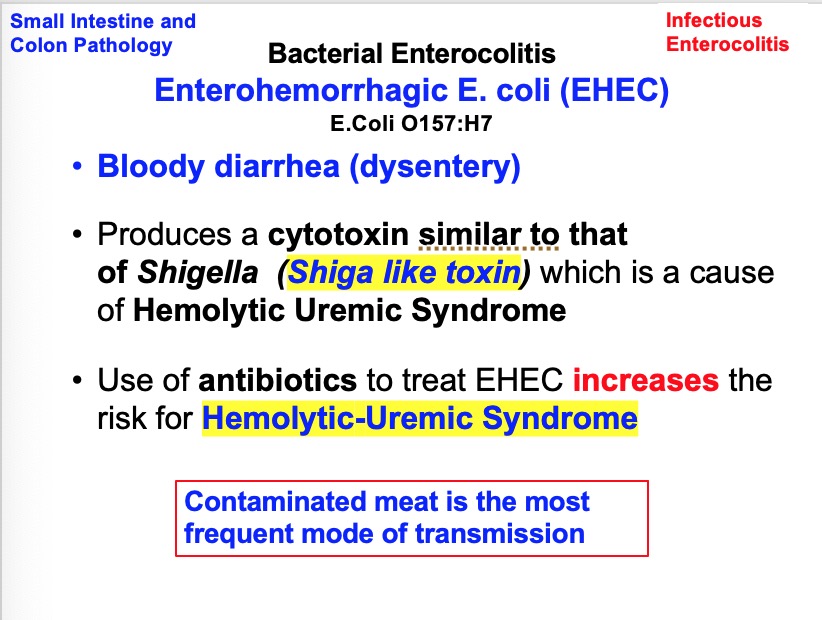 Small Intestine and
Colon Pathology
Infectious
Enterocolitis
Bacterial Enterocolitis
Enterohemorrhagic E. coli (EHEC)
E.Coli O157:H7
• Bloody diarrhea (dysentery)
• Produces a cytotoxin similar to that
of Shigella (Shiga like toxin) which is a cause
of Hemolytic Uremic Syndrome
• Use of antibiotics to treat EHEC increases the
risk for Hemolytic-Uremic Syndrome
Contaminated meat is the most
frequent mode of transmission